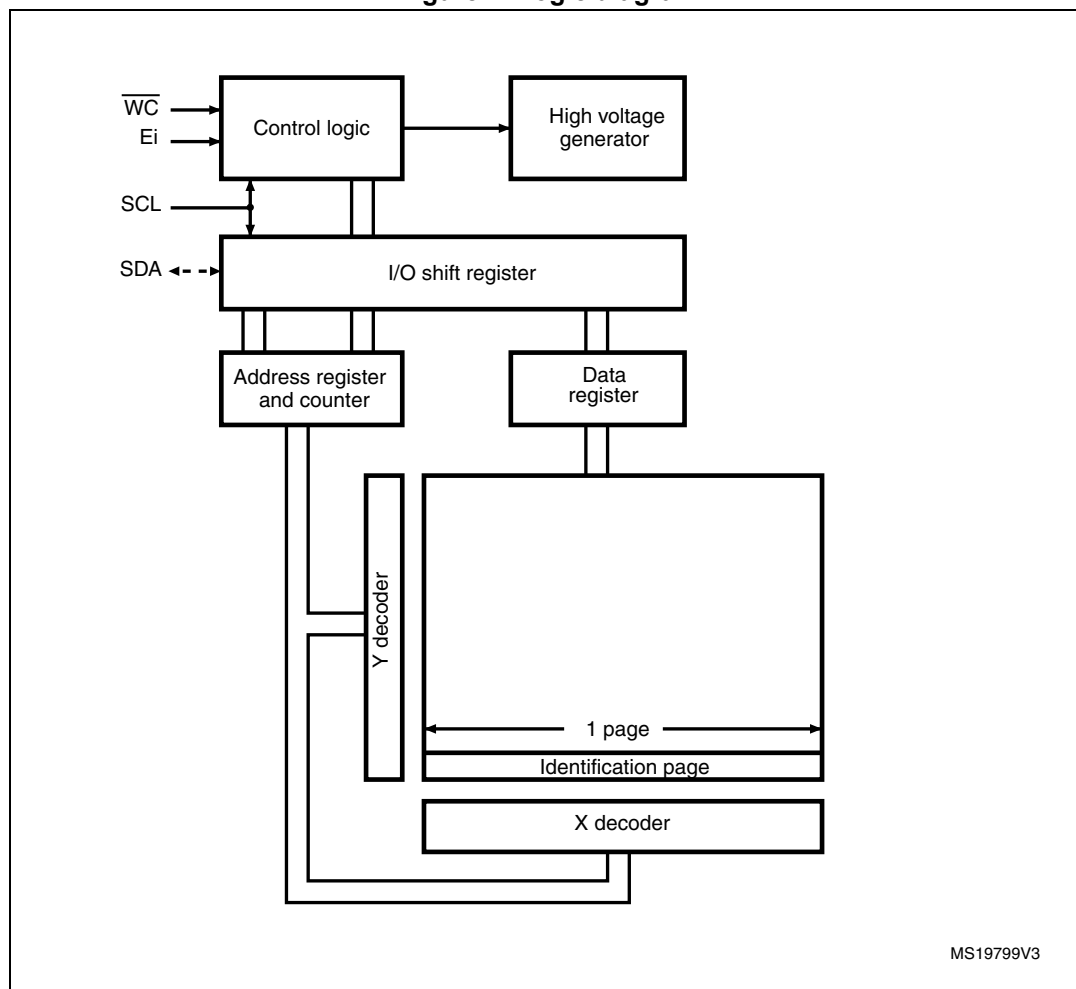 WC
Ei
Control logic
High voltage
generator
SCL
SDA
I/O shift register
Address register
and counter
Data
register
Y decoder
1 page
Identification page
X decoder
MS19799V3